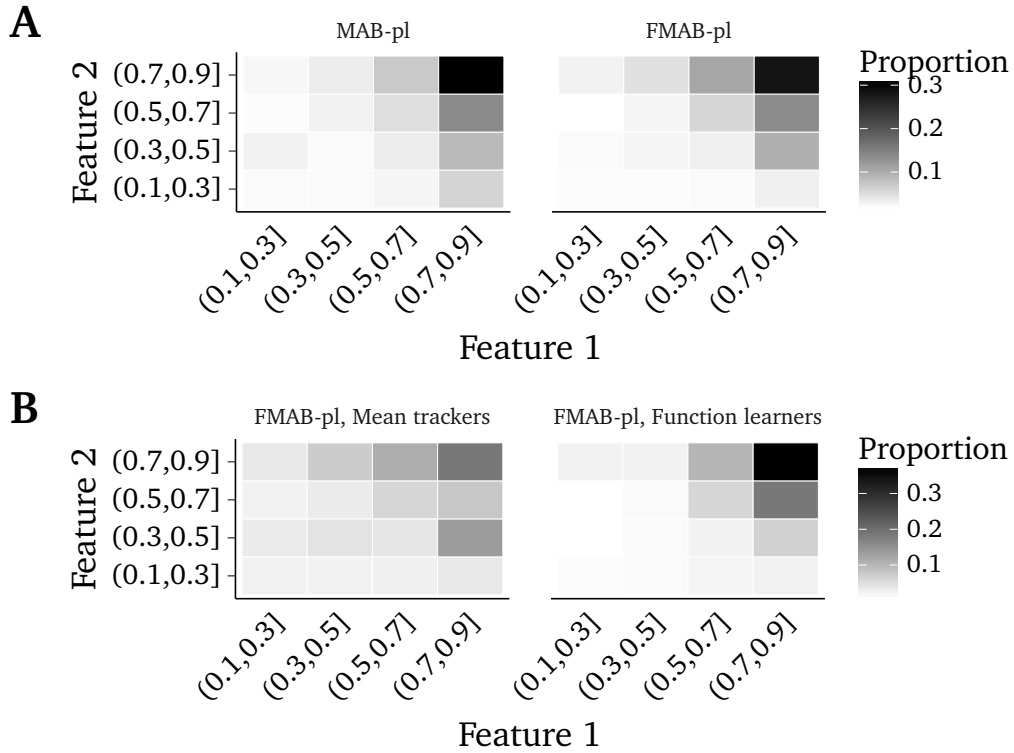 A
MAB-pl
FMAB-pl
Feature 2
(0.7,0.9]
(0.5,0.7]
(0.3,0.5]
(0.1,0.3]
(0.1,0.3]
(0.3,0.5]
(0.5,0.7]
(0.7,0.9]
(0.1,0.3]
(0.3,0.5]
(0.5,0.7]
(0.7,0.9]
Feature 1
Proportion
0.3
0.2
0.1
B
FMAB-pl, Mean trackers
FMAB-pl, Function learners
Feature 2
(0.7,0.9]
(0.5,0.7]
(0.3,0.5]
(0.1,0.3]
(0.1,0.3]
(0.3,0.5]
(0.5,0.7]
(0.7,0.9]
(0.1,0.3]
(0.3,0.5]
(0.5,0.7]
(0.7,0.9]
Feature 1
Proportion
0.3
0.2
0.1